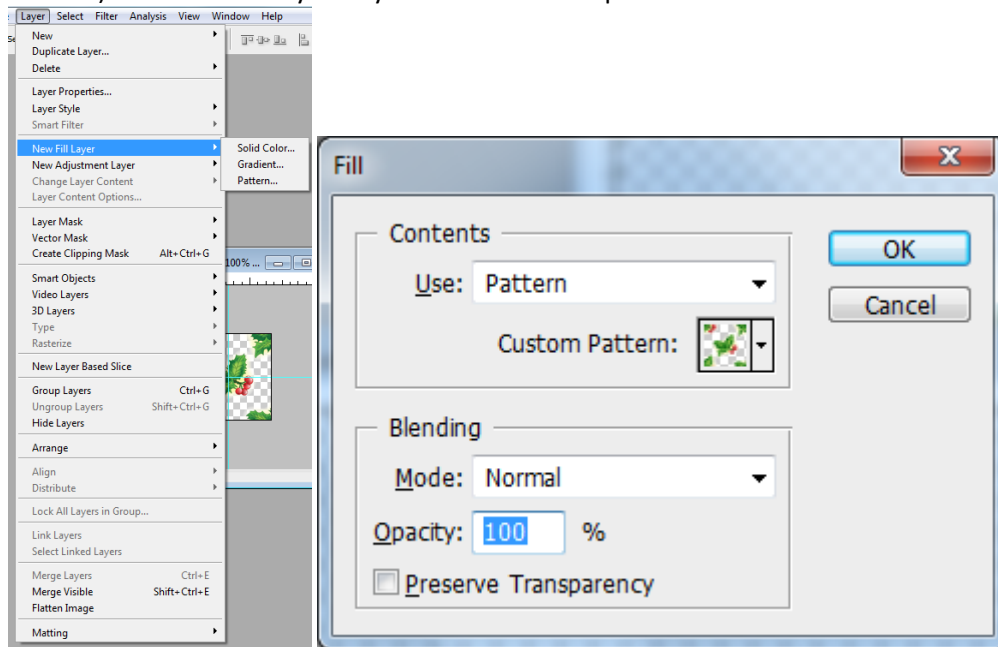 Layer Select Filter Analysis View Window Help
New
Duplicate Layer...
Delete
Layer Properties...
Layer Style
Smart Filter
New Fill Layer
New Adjustment Layer
Change Layer Content
Layer Content Options...
Layer Mask
Vector Mask
Create Clipping Mask Alt+Ctrl+G
Smart Objects
Video Layers
3D Layers
Type
Rasterize
New Layer Based Slice
Group Layers Ctrl+G
Ungroup Layers Shift+Ctrl+G
Hide Layers
Arrange
Align
Distribute
Lock All Layers in Group...
Link Layers
Select Linked Layers
Merge Layers Ctrl+E
Merge Visible Shift+Ctrl+E
Flatten Image
Matting
Solid Color...
Gradient...
Pattern...
100% ...
Fill
Contents
Use: Pattern
Custom Pattern:
Blending
Mode: Normal
Opacity: 100 %
Preserve Transparency
OK
Cancel